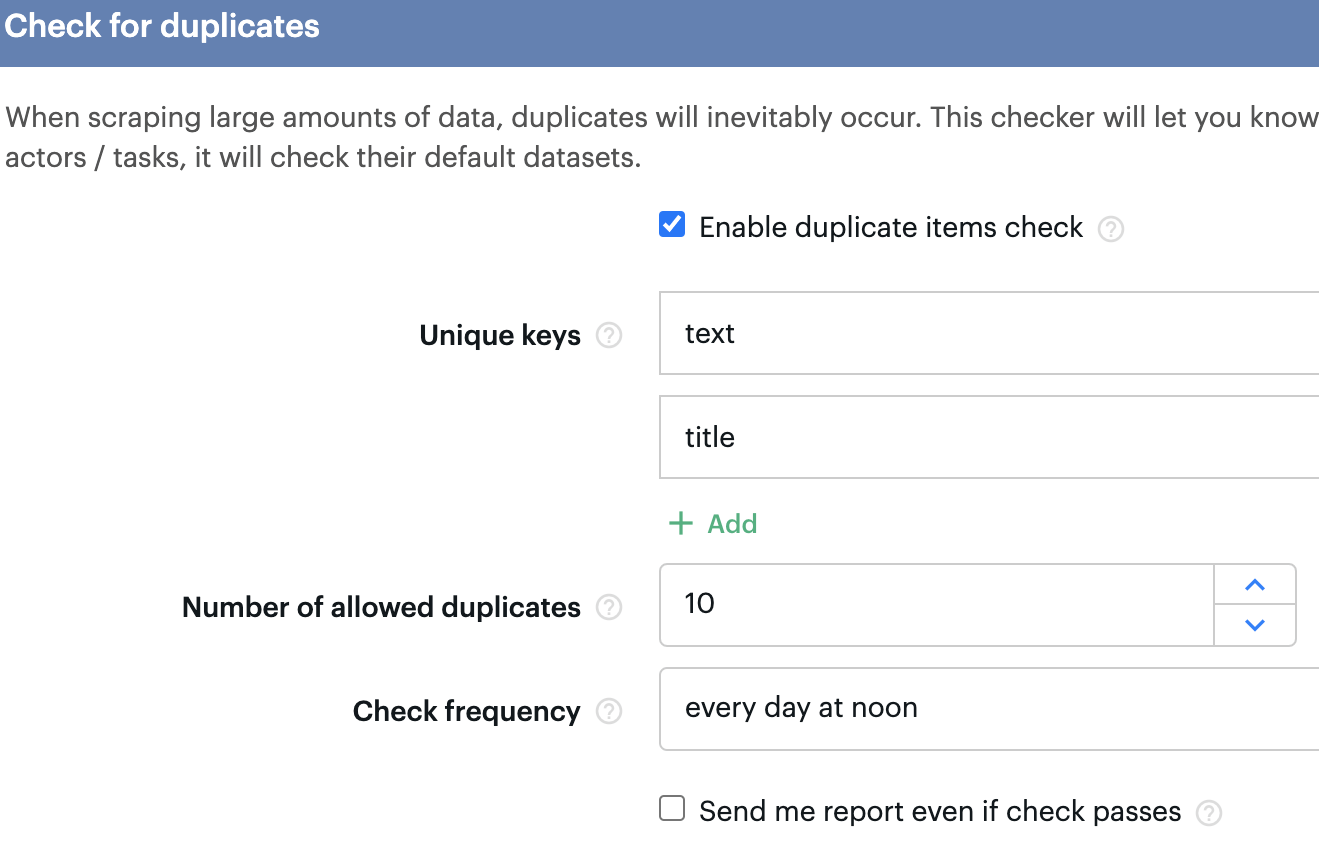 Check for duplicates
When scraping large amounts of data, duplicates will inevitably occur. This checker will let you know
actors / tasks, it will check their default datasets.
Enable duplicate items check ?
Unique keys ? text
title
+ Add
Number of allowed duplicates ? 10
Check frequency ? every day at noon
Send me report even if check passes ?